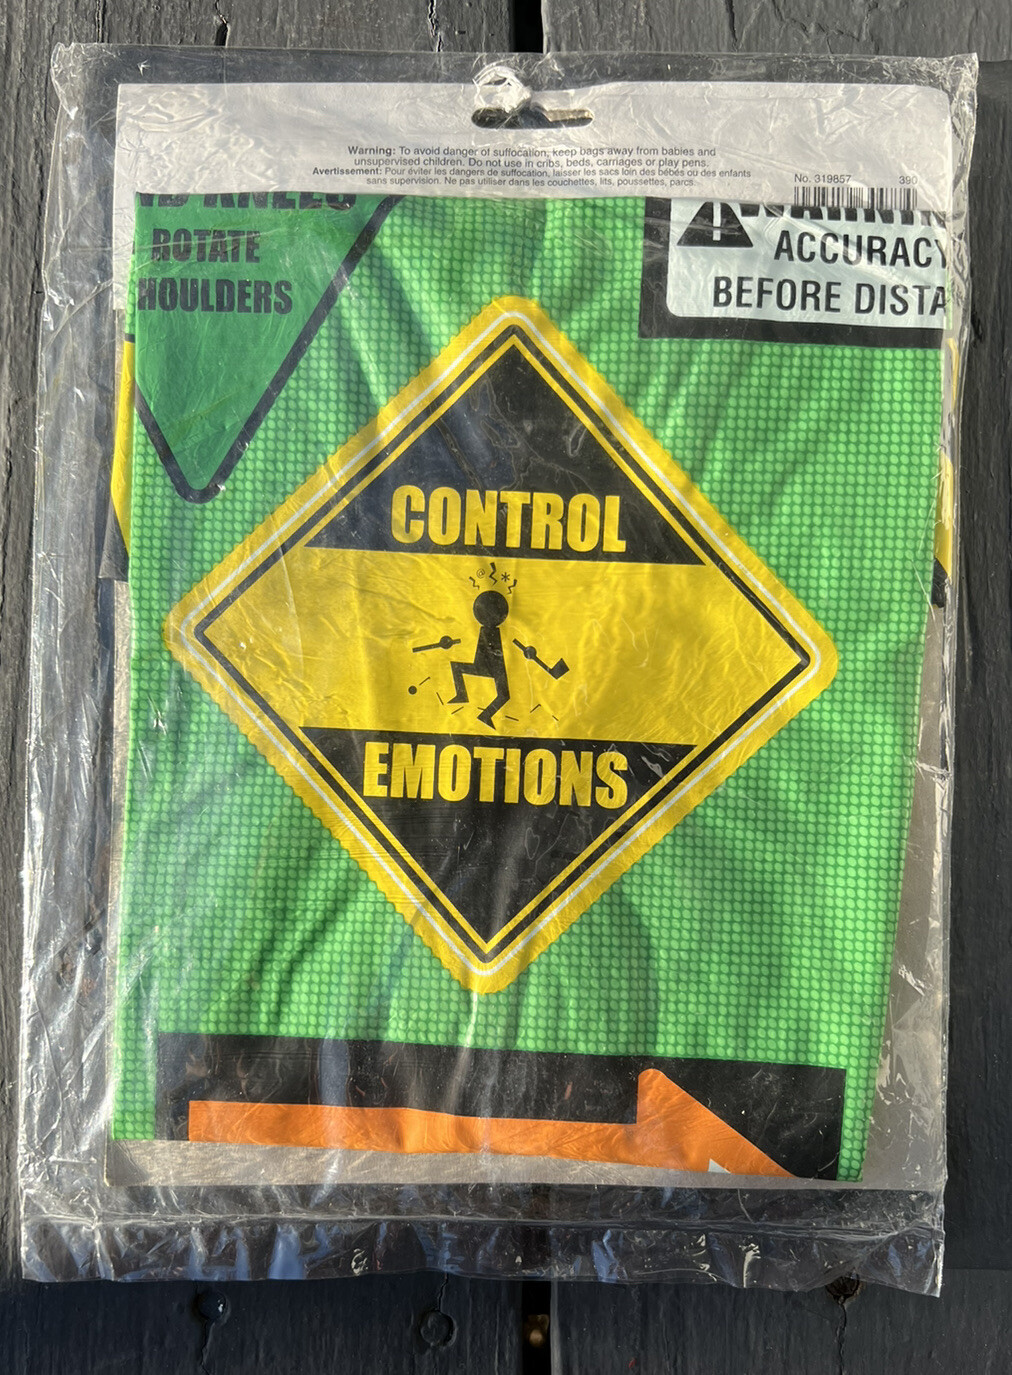 Warning: To avoid danger of suffocation, keep bags away from babies and
unsupervised children. Do not use in cribs, beds, carriages or play pens.
Avertissement: Pour éviter les dangers de suffocation, laisser les sacs loin des bébés ou des enfants
sans supervision. Ne pas utiliser dans les couchettes, lits, poussettes, parcs.
No. 319857 390
ROTATE
HOULDERS
ACCURACY
BEFORE DISTA
CONTROL
EMOTIONS